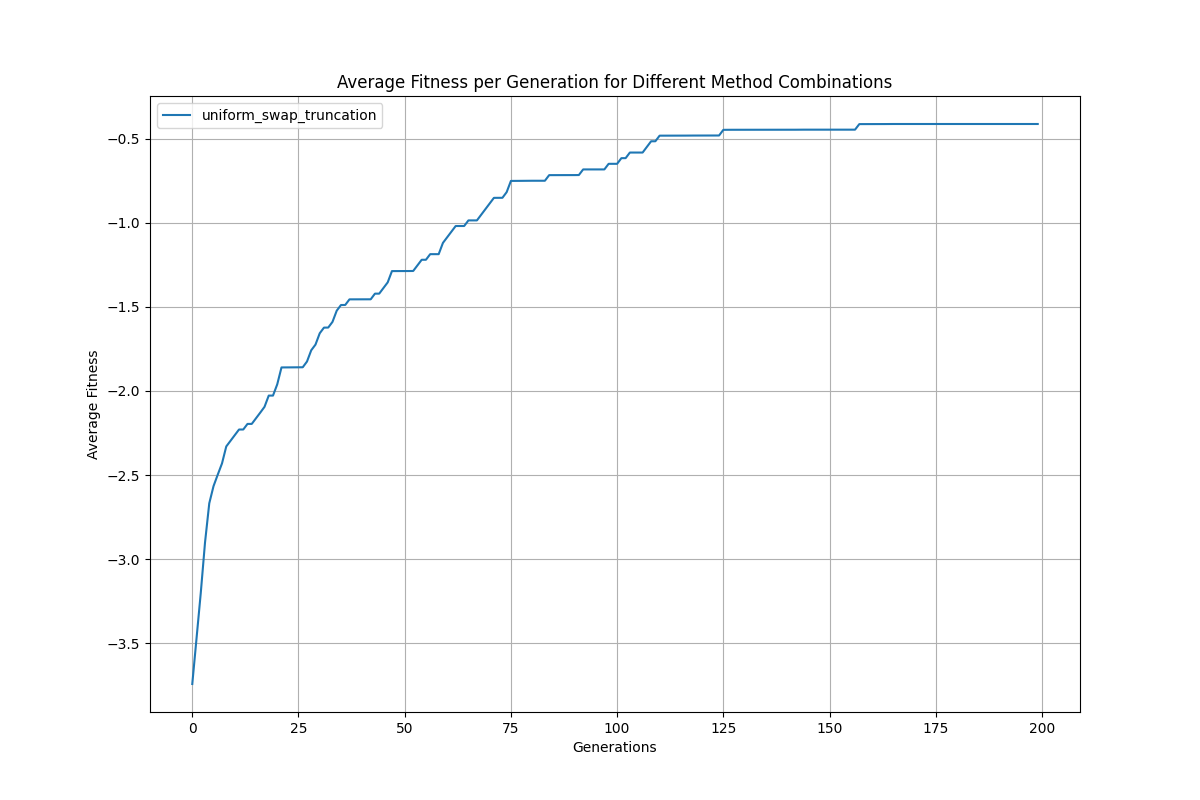 Average Fitness per Generation for Different Method Combinations
uniform_swap_truncation
−0.5
−1.0
−1.5
−2.0
−2.5
−3.0
−3.5
Average Fitness
0 25 50 75 100 125 150 175 200
Generations